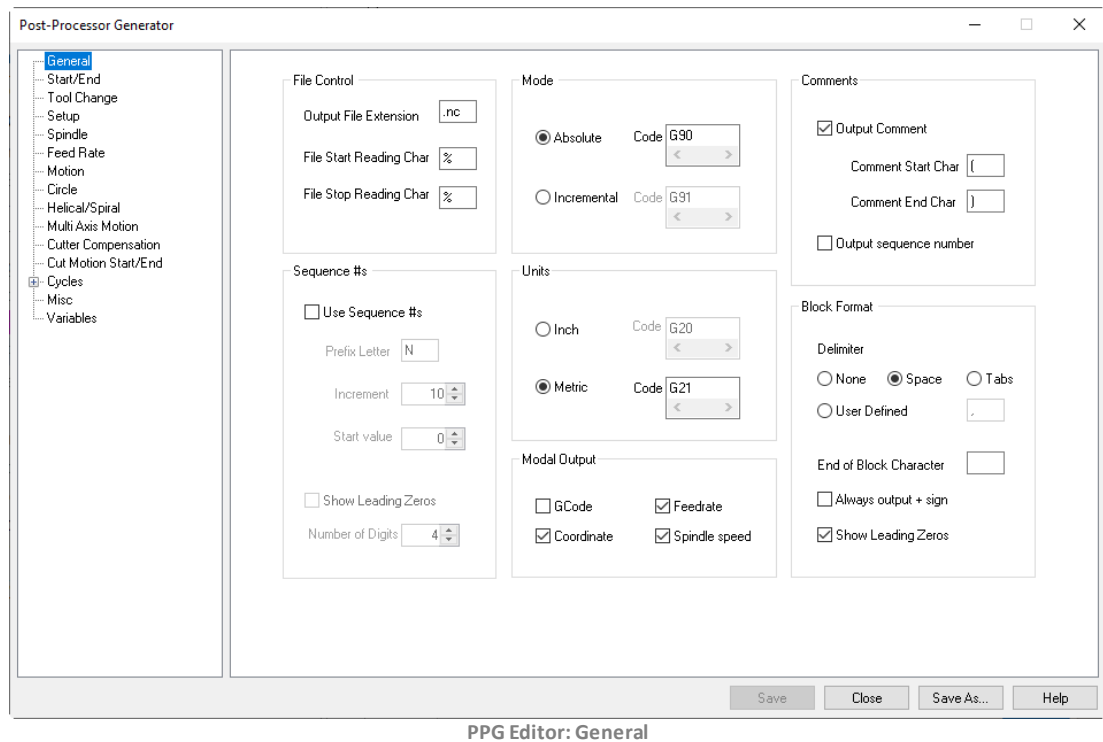 Post-Processor Generator
General
Start/End
Tool Change
Setup
Spindle
Feed Rate
Motion
Circle
Helical/Spiral
Multi Axis Motion
Cutter Compensation
Cut Motion Start/End
Cycles
Misc
Variables
File Control
Output File Extension .nc
File Start Reading Char %
File Stop Reading Char %
Sequence #s
Use Sequence #s
Prefix Letter N
Increment 10
Start value 0
Show Leading Zeros
Number of Digits 4
Mode
Absolute Code G90
Incremental Code G91
Units
Inch Code G20
Metric Code G21
Modal Output
GCode Feedrate
Coordinate Spindle speed
Comments
Output Comment
Comment Start Char (
Comment End Char )
Output sequence number
Block Format
Delimiter
None Space Tabs
User Defined ,
End of Block Character
Always output + sign
Show Leading Zeros
Save Close Save As... Help
PPG Editor: General